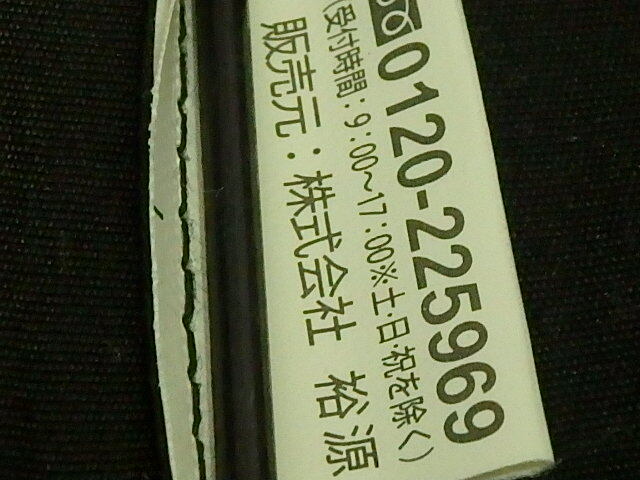 0120-225969
(受付時間:9:00~17:00※土・日・祝を除く)
販売元:株式会社 裕源